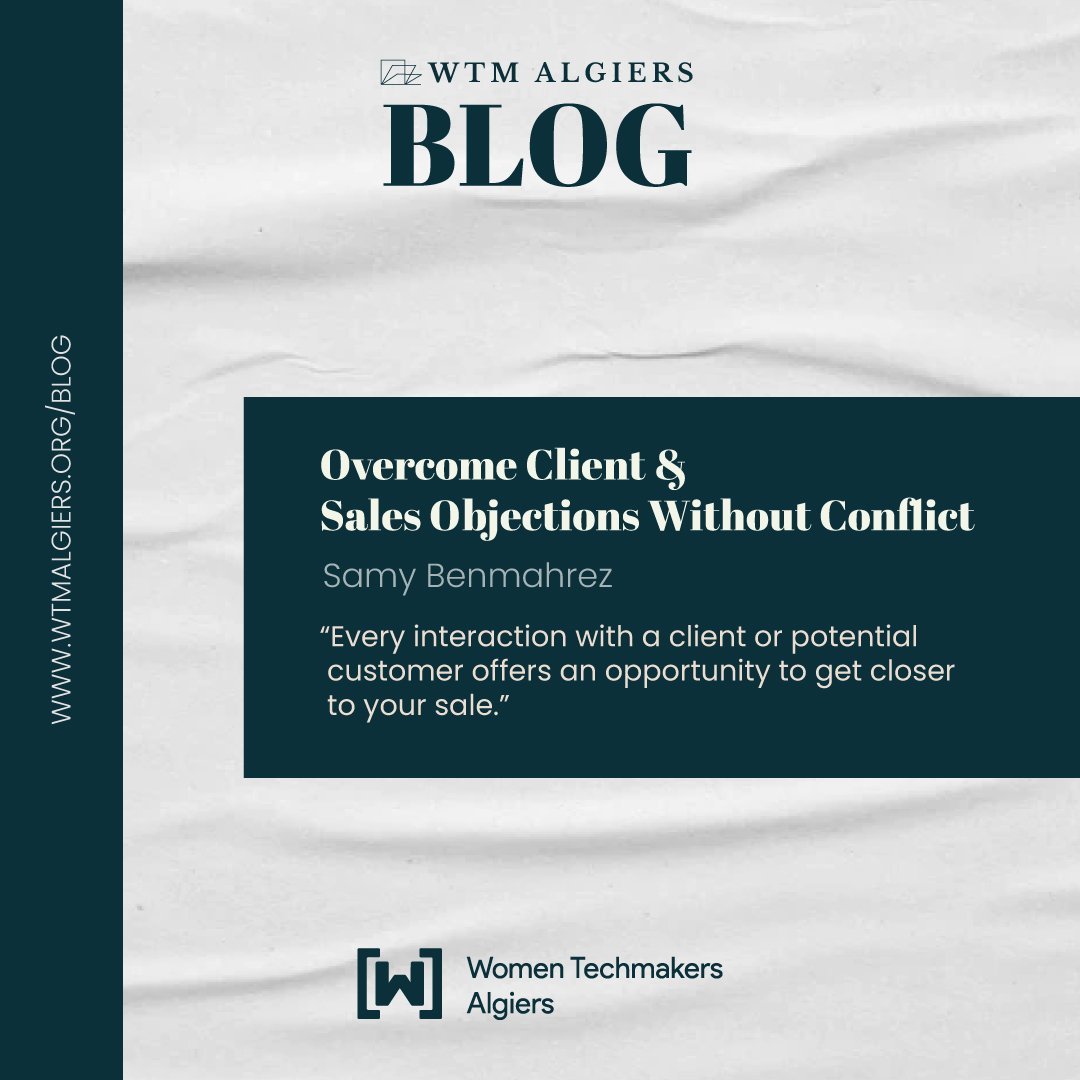 WTM ALGIERS
BLOG
WWW.WTMALGIERS.ORG/BLOG
Overcome Client &
Sales Objections Without Conflict
Samy Benmahrez
“Every interaction with a client or potential
customer offers an opportunity to get closer
to your sale.”
[W] Women Techmakers
Algiers